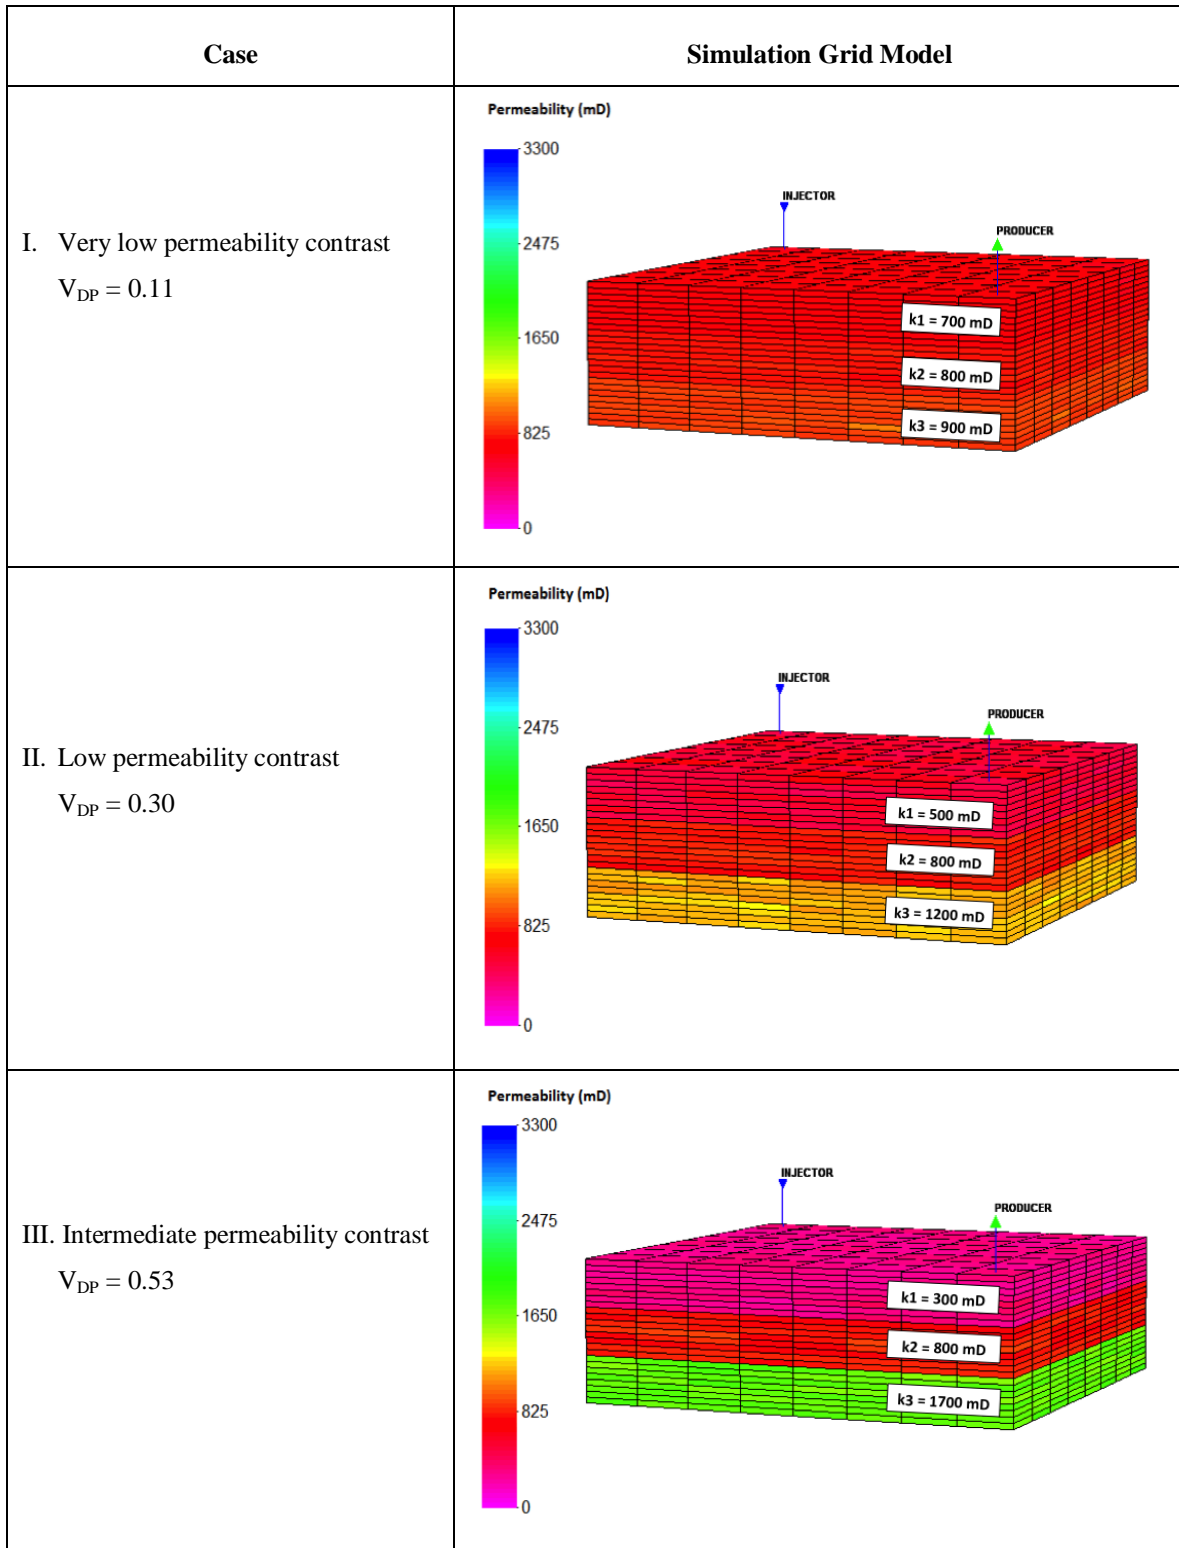 Case
Simulation Grid Model
I. Very low permeability contrast
V_DP = 0.11
Permeability (mD)
3300
2475
1650
825
0
INJECTOR
PRODUCER
k1 = 700 mD
k2 = 800 mD
k3 = 900 mD
II. Low permeability contrast
V_DP = 0.30
Permeability (mD)
3300
2475
1650
825
0
INJECTOR
PRODUCER
k1 = 500 mD
k2 = 800 mD
k3 = 1200 mD
III. Intermediate permeability contrast
V_DP = 0.53
Permeability (mD)
3300
2475
1650
825
0
INJECTOR
PRODUCER
k1 = 300 mD
k2 = 800 mD
k3 = 1700 mD